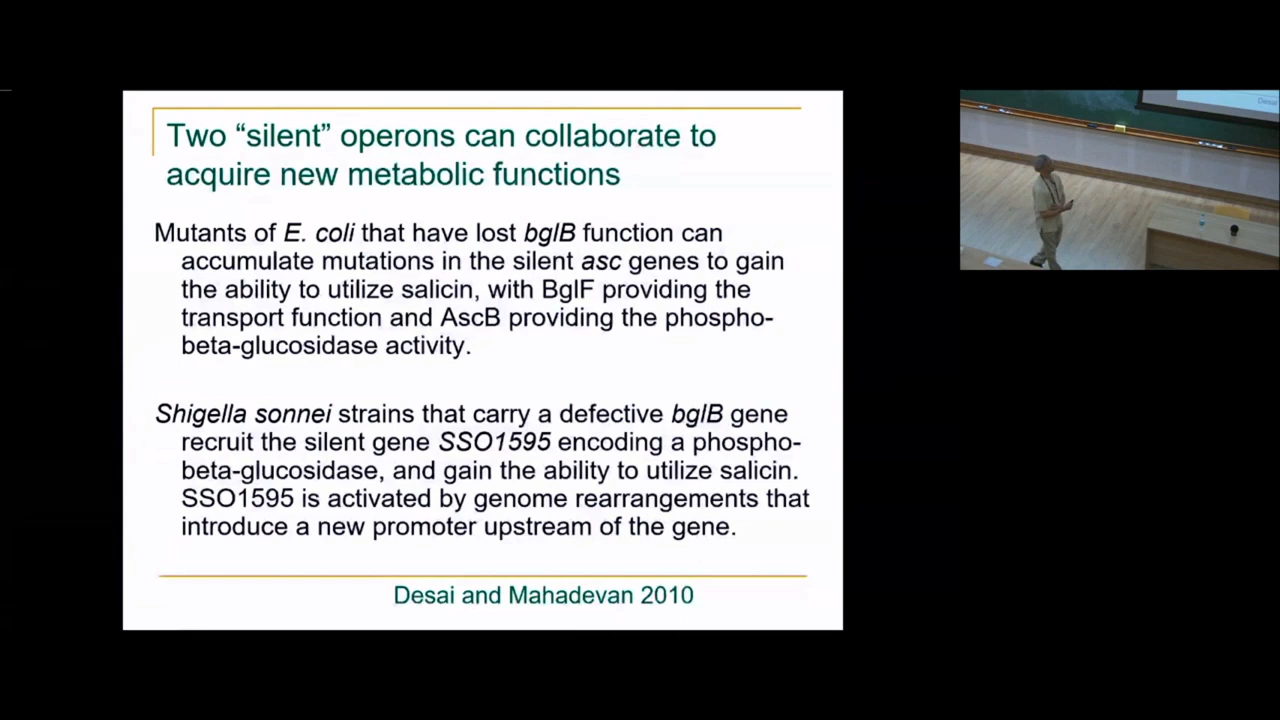 Two “silent” operons can collaborate to
acquire new metabolic functions
Mutants of E. coli that have lost bglB function can
accumulate mutations in the silent asc genes to gain
the ability to utilize salicin, with BglF providing the
transport function and AscB providing the phospho-
beta-glucosidase activity.
Shigella sonnei strains that carry a defective bglB gene
recruit the silent gene SSO1595 encoding a phospho-
beta-glucosidase, and gain the ability to utilize salicin.
SSO1595 is activated by genome rearrangements that
introduce a new promoter upstream of the gene.
Desai and Mahadevan 2010
Desai